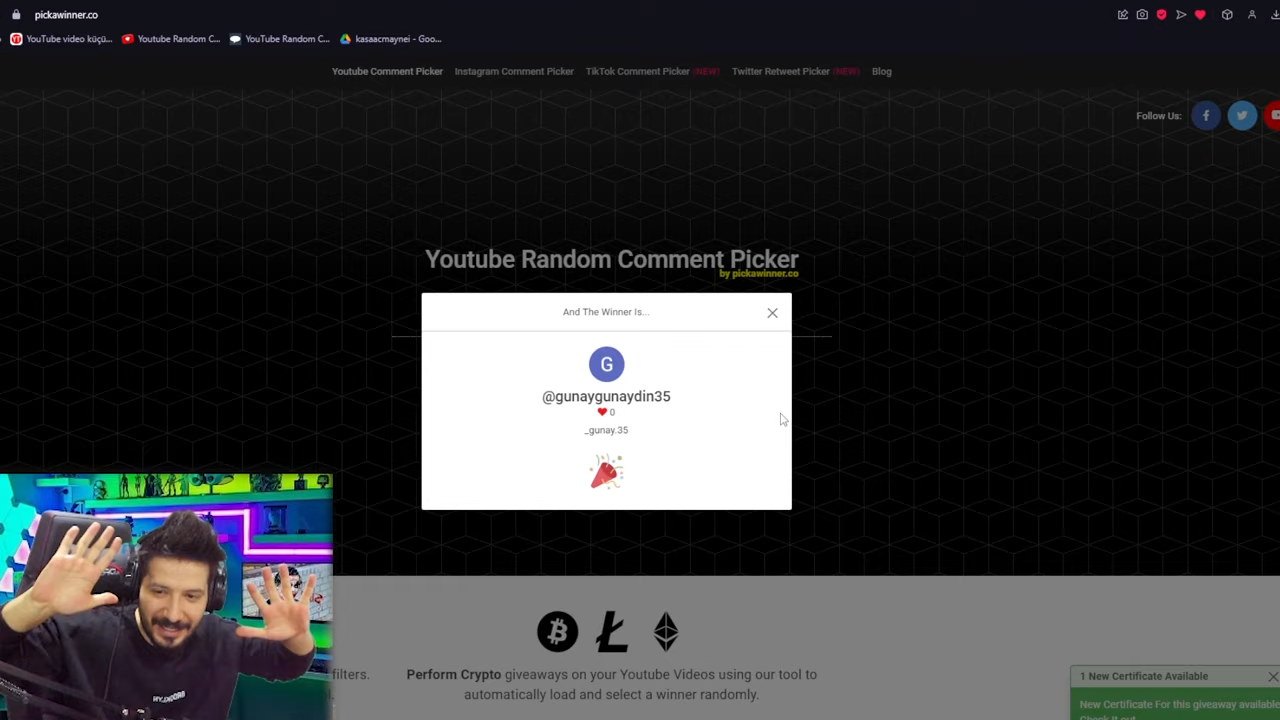 pickawinner.co
YouTube video küçü...
Youtube Random C...
YouTube Random C...
kasaacmaynei - Goo...
Youtube Comment Picker
Instagram Comment Picker
TikTok Comment Picker (NEW)
Twitter Retweet Picker (NEW)
Blog
Follow Us:
Youtube Random Comment Picker
by pickawinner.co
And The Winner Is...
G
@gunaygunaydin35
0
_gunay.35
filters.
Perform Crypto giveaways on your Youtube Videos using our tool to
automatically load and select a winner randomly.
1 New Certificate Available
New Certificate For this giveaway available
Check It out